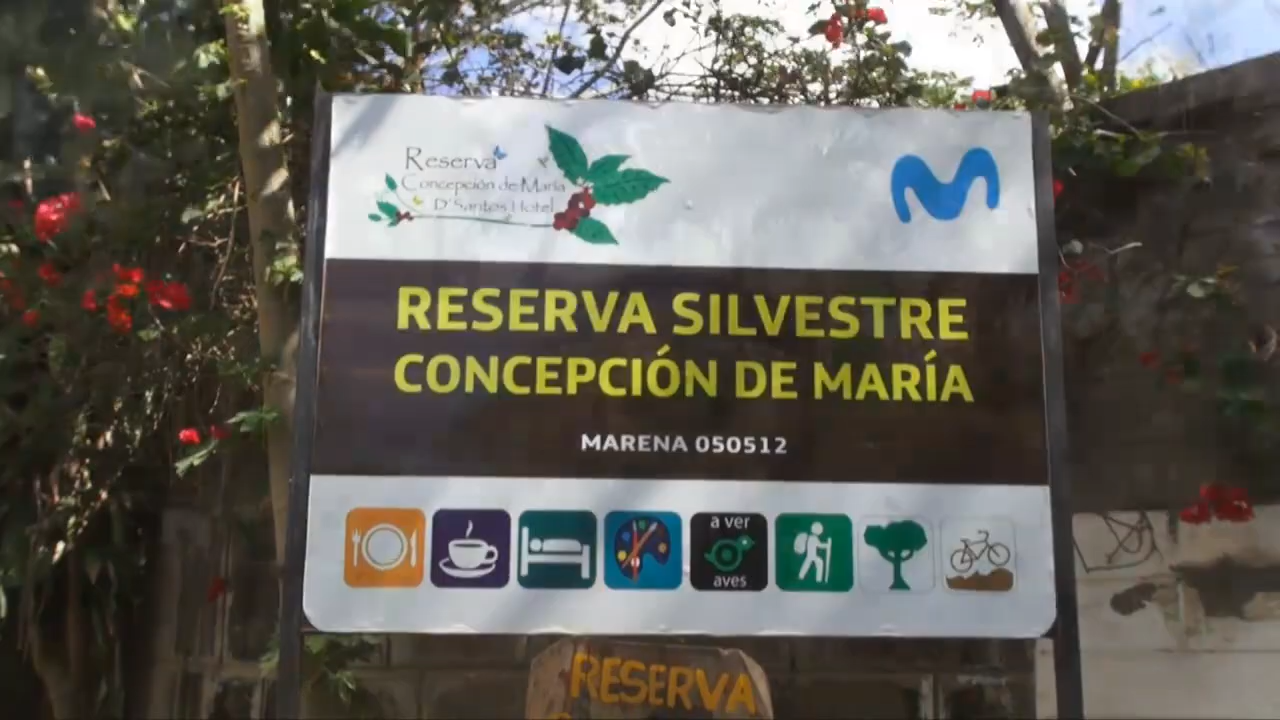 Reserva
Concepción de María
D'Santos Hotel
RESERVA SILVESTRE
CONCEPCIÓN DE MARÍA
MARENA 050512
a ver
aves
RESERVA